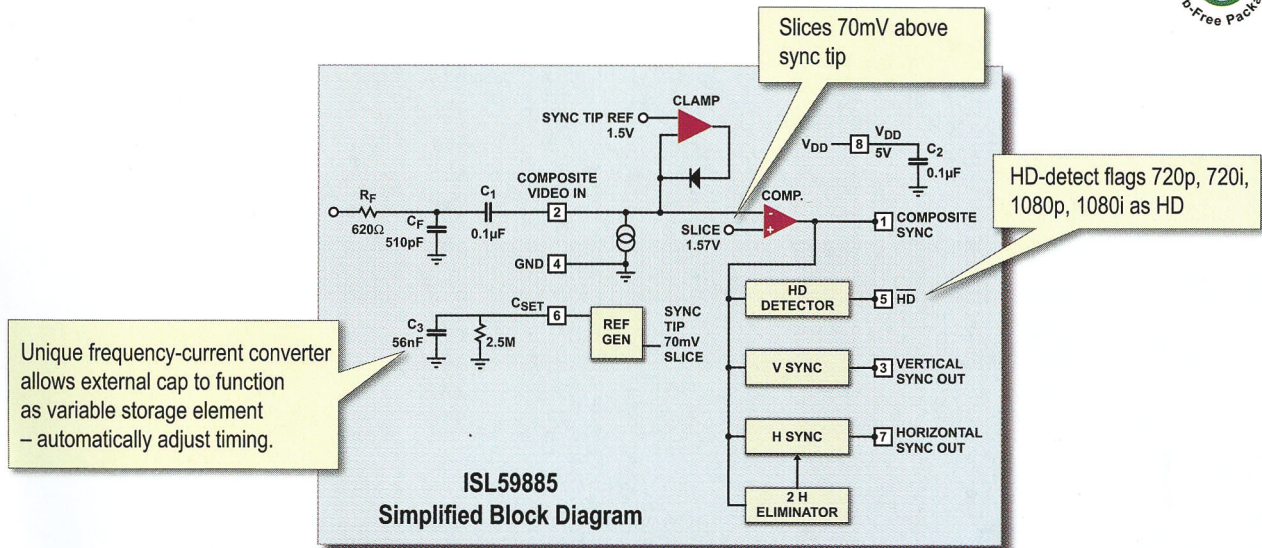 b-Free Packa
Slices 70mV above
sync tip
CLAMP
SYNC TIP REF
1.5V
VDD
8
VDD
5V
C2
0.1µF
HD-detect flags 720p, 720i,
1080p, 1080i as HD
RF
620Ω
CF
510pF
C1
0.1µF
COMPOSITE
VIDEO IN
2
GND
4
COMP.
-
+
SLICE
1.57V
1
COMPOSITE
SYNC
HD
DETECTOR
5
HD
CSET
6
REF
GEN
SYNC
TIP
70mV
SLICE
C3
56nF
2.5M
Unique frequency-current converter
allows external cap to function
as variable storage element
– automatically adjust timing.
V SYNC
3
VERTICAL
SYNC OUT
H SYNC
7
HORIZONTAL
SYNC OUT
2 H
ELIMINATOR
ISL59885
Simplified Block Diagram